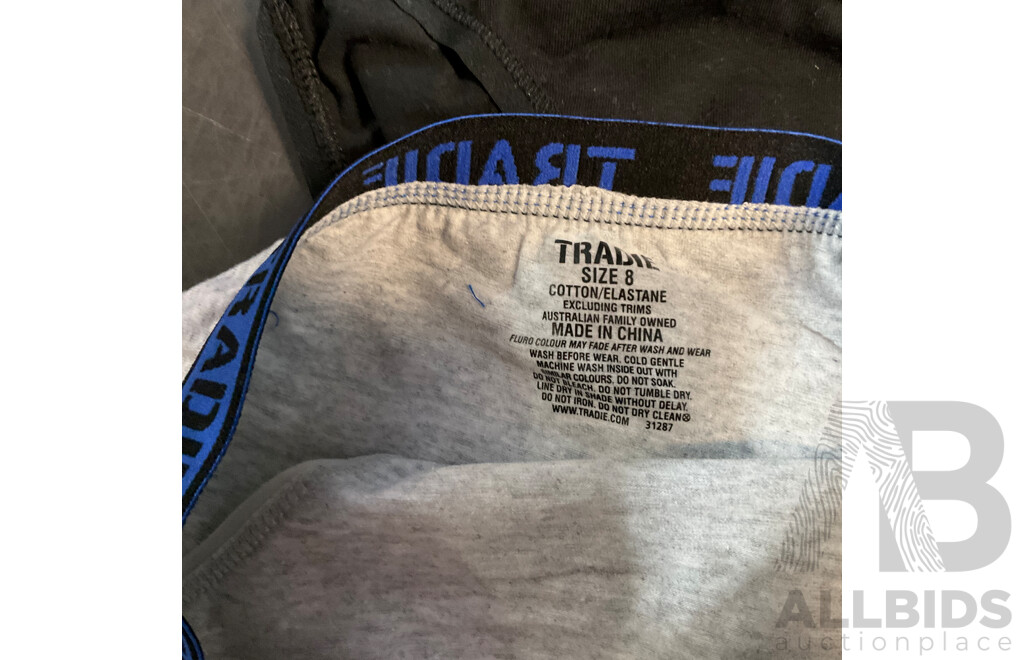 TRADIE
TRADIE
TRADIE
TRADIE
TRADIE
SIZE 8
COTTON/ELASTANE
EXCLUDING TRIMS
AUSTRALIAN FAMILY OWNED
MADE IN CHINA
FLURO COLOUR MAY FADE AFTER WASH AND WEAR
WASH BEFORE WEAR. COLD GENTLE
MACHINE WASH INSIDE OUT WITH
SIMILAR COLOURS. DO NOT SOAK.
DO NOT BLEACH. DO NOT TUMBLE DRY.
LINE DRY IN SHADE WITHOUT DELAY.
DO NOT IRON. DO NOT DRY CLEAN
WWW.TRADIE.COM 31287
AB
ALLBIDS
auctionplace